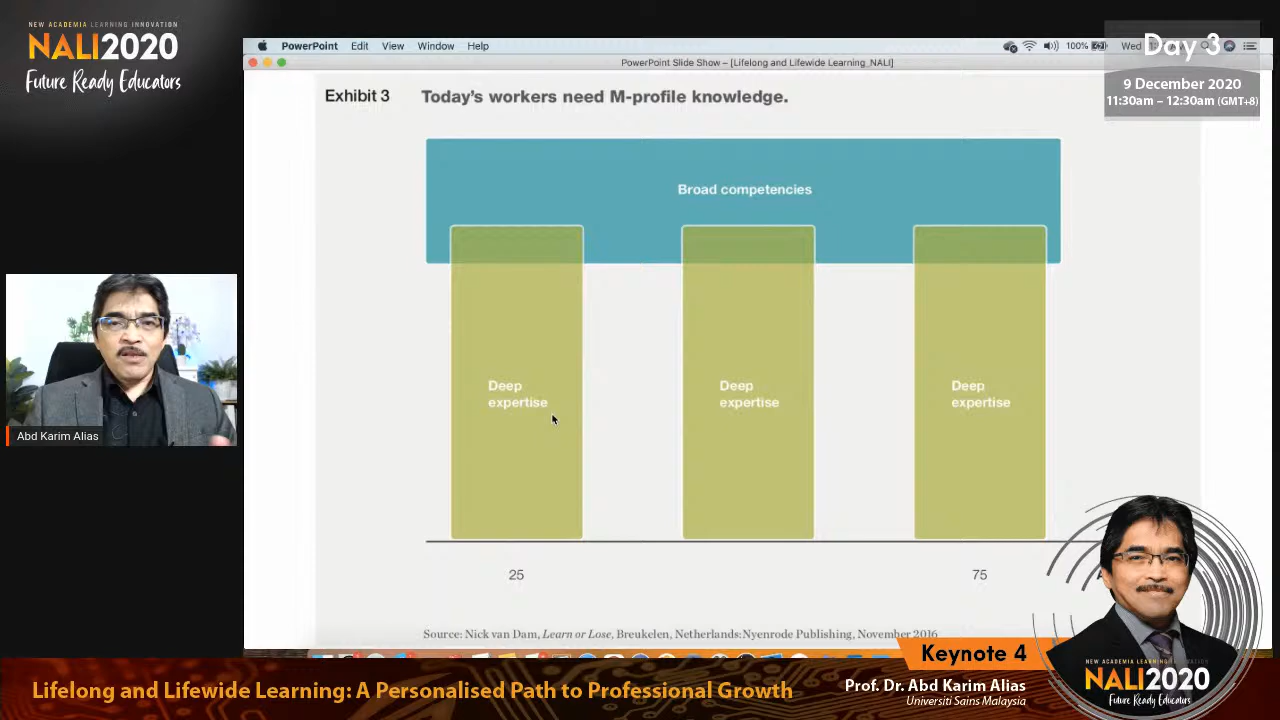 NEW ACADEMIA LEARNING INNOVATION
NALI2020
Future Ready Educators
PowerPoint Edit View Window Help
100%
Wed
Day 3
9 December 2020
11:30am – 12:30am (GMT+8)
PowerPoint Slide Show – [Lifelong and Lifewide Learning_NALI]
Exhibit 3 Today's workers need M-profile knowledge.
Broad competencies
Deep
expertise
Deep
expertise
Deep
expertise
25
75
Source: Nick van Dam, Learn or Lose, Breukelen, Netherlands: Nyenrode Publishing, November 2016
Abd Karim Alias
Keynote 4
Lifelong and Lifewide Learning: A Personalised Path to Professional Growth
Prof. Dr. Abd Karim Alias
Universiti Sains Malaysia
NEW ACADEMIA LEARNING INNOVATION
NALI2020
Future Ready Educators